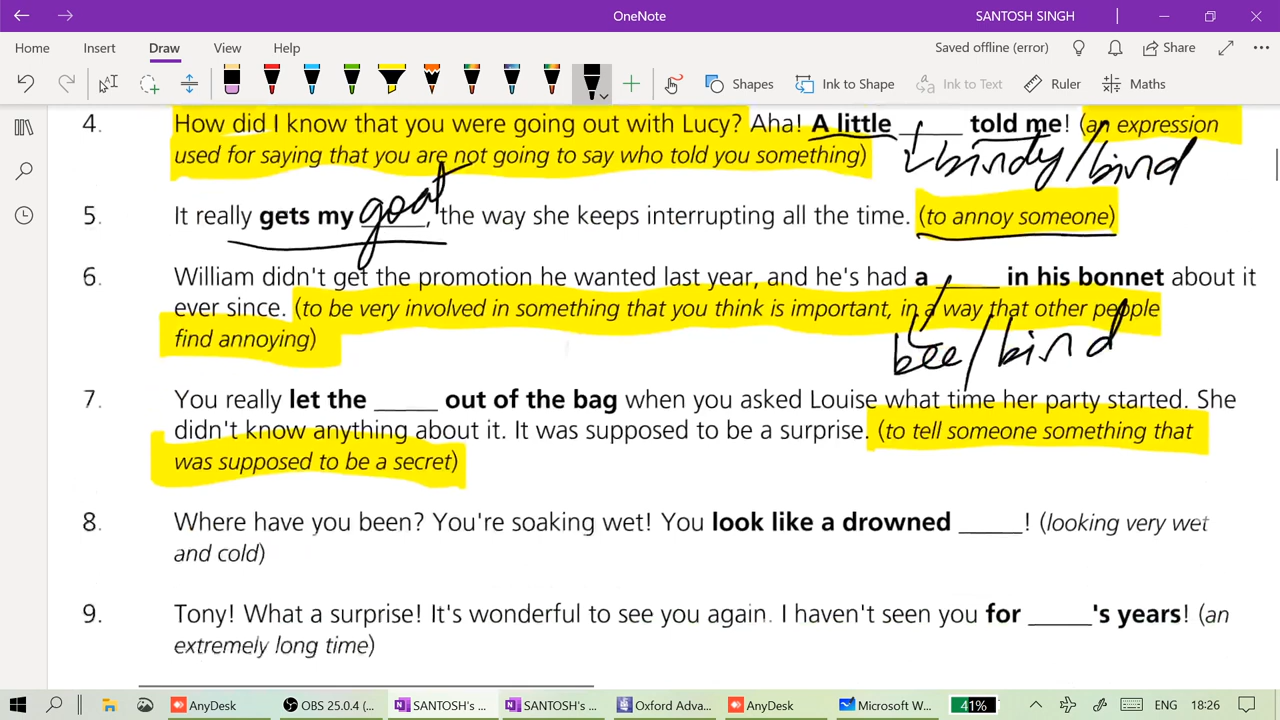 OneNote
SANTOSH SINGH
Home Insert Draw View Help
Saved offline (error) Share
Shapes Ink to Shape Ink to Text Ruler Maths
4. How did I know that you were going out with Lucy? Aha! A little _____ told me! (an expression
used for saying that you are not going to say who told you something)
birdy/bird
5. It really gets my goat, the way she keeps interrupting all the time. (to annoy someone)
6. William didn't get the promotion he wanted last year, and he's had a _____ in his bonnet about it
ever since. (to be very involved in something that you think is important, in a way that other people
find annoying)
bee/bird
7. You really let the _____ out of the bag when you asked Louise what time her party started. She
didn't know anything about it. It was supposed to be a surprise. (to tell someone something that
was supposed to be a secret)
8. Where have you been? You're soaking wet! You look like a drowned _____! (looking very wet
and cold)
9. Tony! What a surprise! It's wonderful to see you again. I haven't seen you for _____'s years! (an
extremely long time)
AnyDesk OBS 25.0.4 (... SANTOSH's ... SANTOSH's ... Oxford Adva... AnyDesk Microsoft W... 41% ENG 18:26